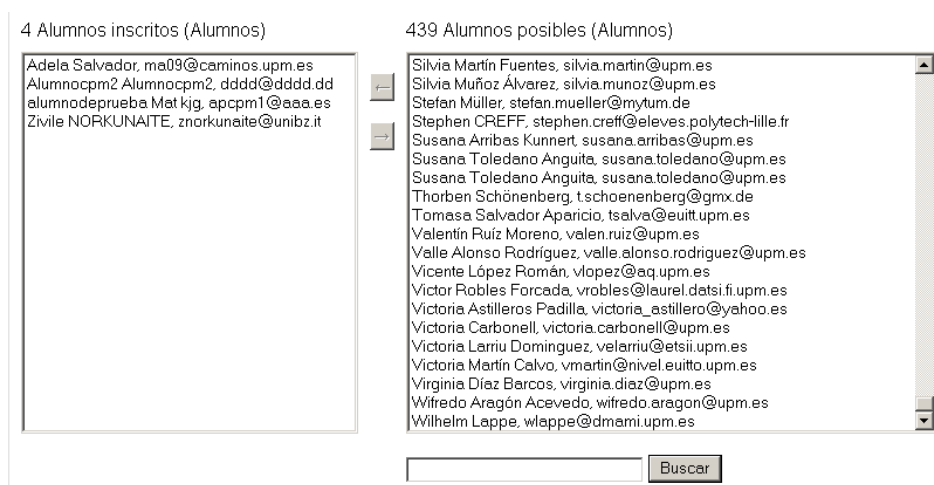 4 Alumnos inscritos (Alumnos)
Adela Salvador, ma09@caminos.upm.es
Alumnocpm2 Alumnocpm2, dddd@dddd.dd
alumnodeprueba Mat kjg, apcpm1@aaa.es
Zivile NORKUNAITE, znorkunaite@unibz.it
←
→
439 Alumnos posibles (Alumnos)
Silvia Martín Fuentes, silvia.martin@upm.es
Silvia Muñoz Álvarez, silvia.munoz@upm.es
Stefan Müller, stefan.mueller@mytum.de
Stephen CREFF, stephen.creff@eleves.polytech-lille.fr
Susana Arribas Kunnert, susana.arribas@upm.es
Susana Toledano Anguita, susana.toledano@upm.es
Susana Toledano Anguita, susana.toledano@upm.es
Thorben Schönenberg, t.schoenenberg@gmx.de
Tomasa Salvador Aparicio, tsalva@euitt.upm.es
Valentín Ruíz Moreno, valen.ruiz@upm.es
Valle Alonso Rodríguez, valle.alonso.rodriguez@upm.es
Vicente López Román, vlopez@aq.upm.es
Victor Robles Forcada, vrobles@laurel.datsi.fi.upm.es
Victoria Astilleros Padilla, victoria_astillero@yahoo.es
Victoria Carbonell, victoria.carbonell@upm.es
Victoria Larriu Dominguez, velarriu@etsii.upm.es
Victoria Martín Calvo, vmartin@nivel.euitto.upm.es
Virginia Díaz Barcos, virginia.diaz@upm.es
Wifredo Aragón Acevedo, wifredo.aragon@upm.es
Wilhelm Lappe, wlappe@dmami.upm.es
Buscar